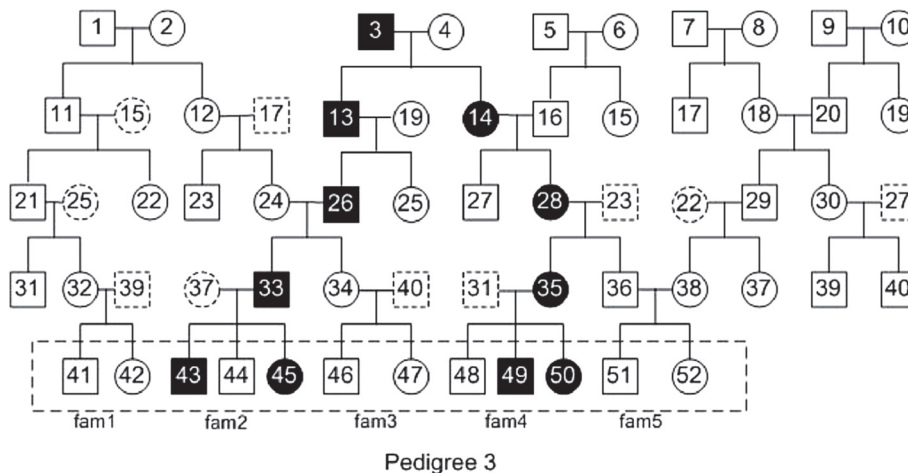 1 2 3 4 5 6 7 8 9 10
11 15 12 17 13 19 14 16 15 17 18 20 19
21 25 22 23 24 26 25 27 28 23 22 29 30 27
31 32 39 37 33 34 40 31 35 36 38 37 39 40
41 42 43 44 45 46 47 48 49 50 51 52
fam1 fam2 fam3 fam4 fam5
Pedigree 3